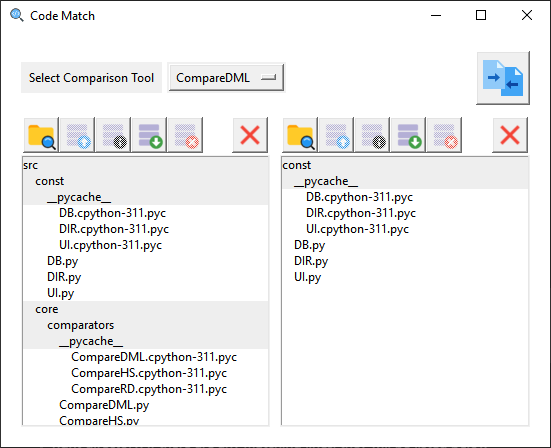 Code Match
Select Comparison Tool
CompareDML
src
const
__pycache__
DB.cpython-311.pyc
DIR.cpython-311.pyc
UI.cpython-311.pyc
DB.py
DIR.py
UI.py
core
comparators
__pycache__
CompareDML.cpython-311.pyc
CompareHS.cpython-311.pyc
CompareRD.cpython-311.pyc
CompareDML.py
CompareHS.py
const
__pycache__
DB.cpython-311.pyc
DIR.cpython-311.pyc
UI.cpython-311.pyc
DB.py
DIR.py
UI.py